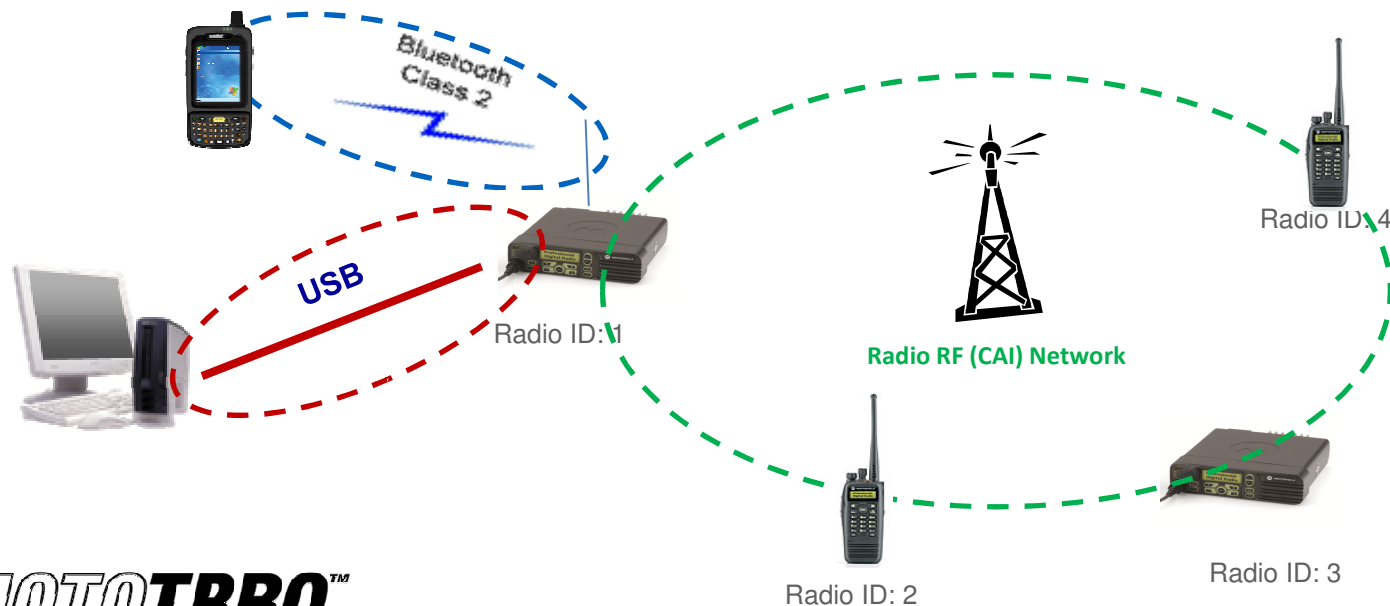 Bluetooth
Class 2
USB
Radio ID: 1
Radio ID: 4
Radio RF (CAI) Network
Radio ID: 2
Radio ID: 3
MOTOTRBO™